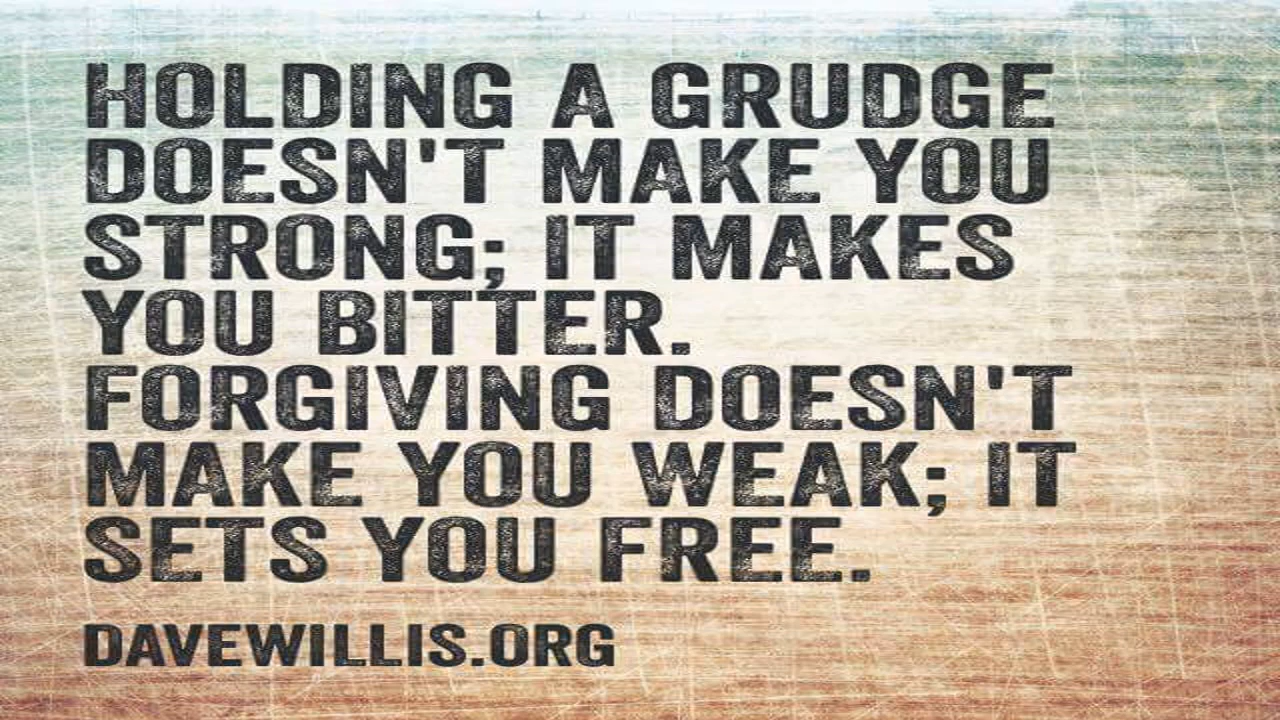 HOLDING A GRUDGE
DOESN'T MAKE YOU
STRONG; IT MAKES
YOU BITTER.
FORGIVING DOESN'T
MAKE YOU WEAK; IT
SETS YOU FREE.
DAVEWILLIS.ORG